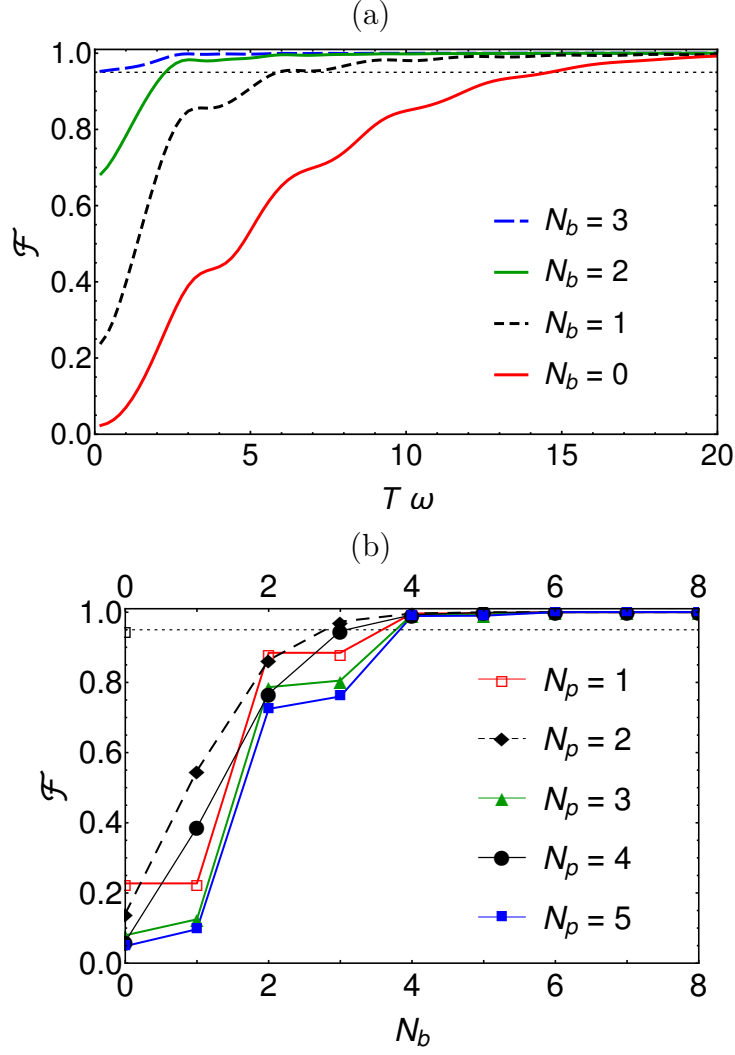 (a)
1.0
0.8
0.6
0.4
0.2
0.0
ℱ
N_b = 3
N_b = 2
N_b = 1
N_b = 0
0 5 10 15 20
T ω
(b)
0 2 4 6 8
1.0
0.8
0.6
0.4
0.2
0.0
ℱ
N_p = 1
N_p = 2
N_p = 3
N_p = 4
N_p = 5
0 2 4 6 8
N_b